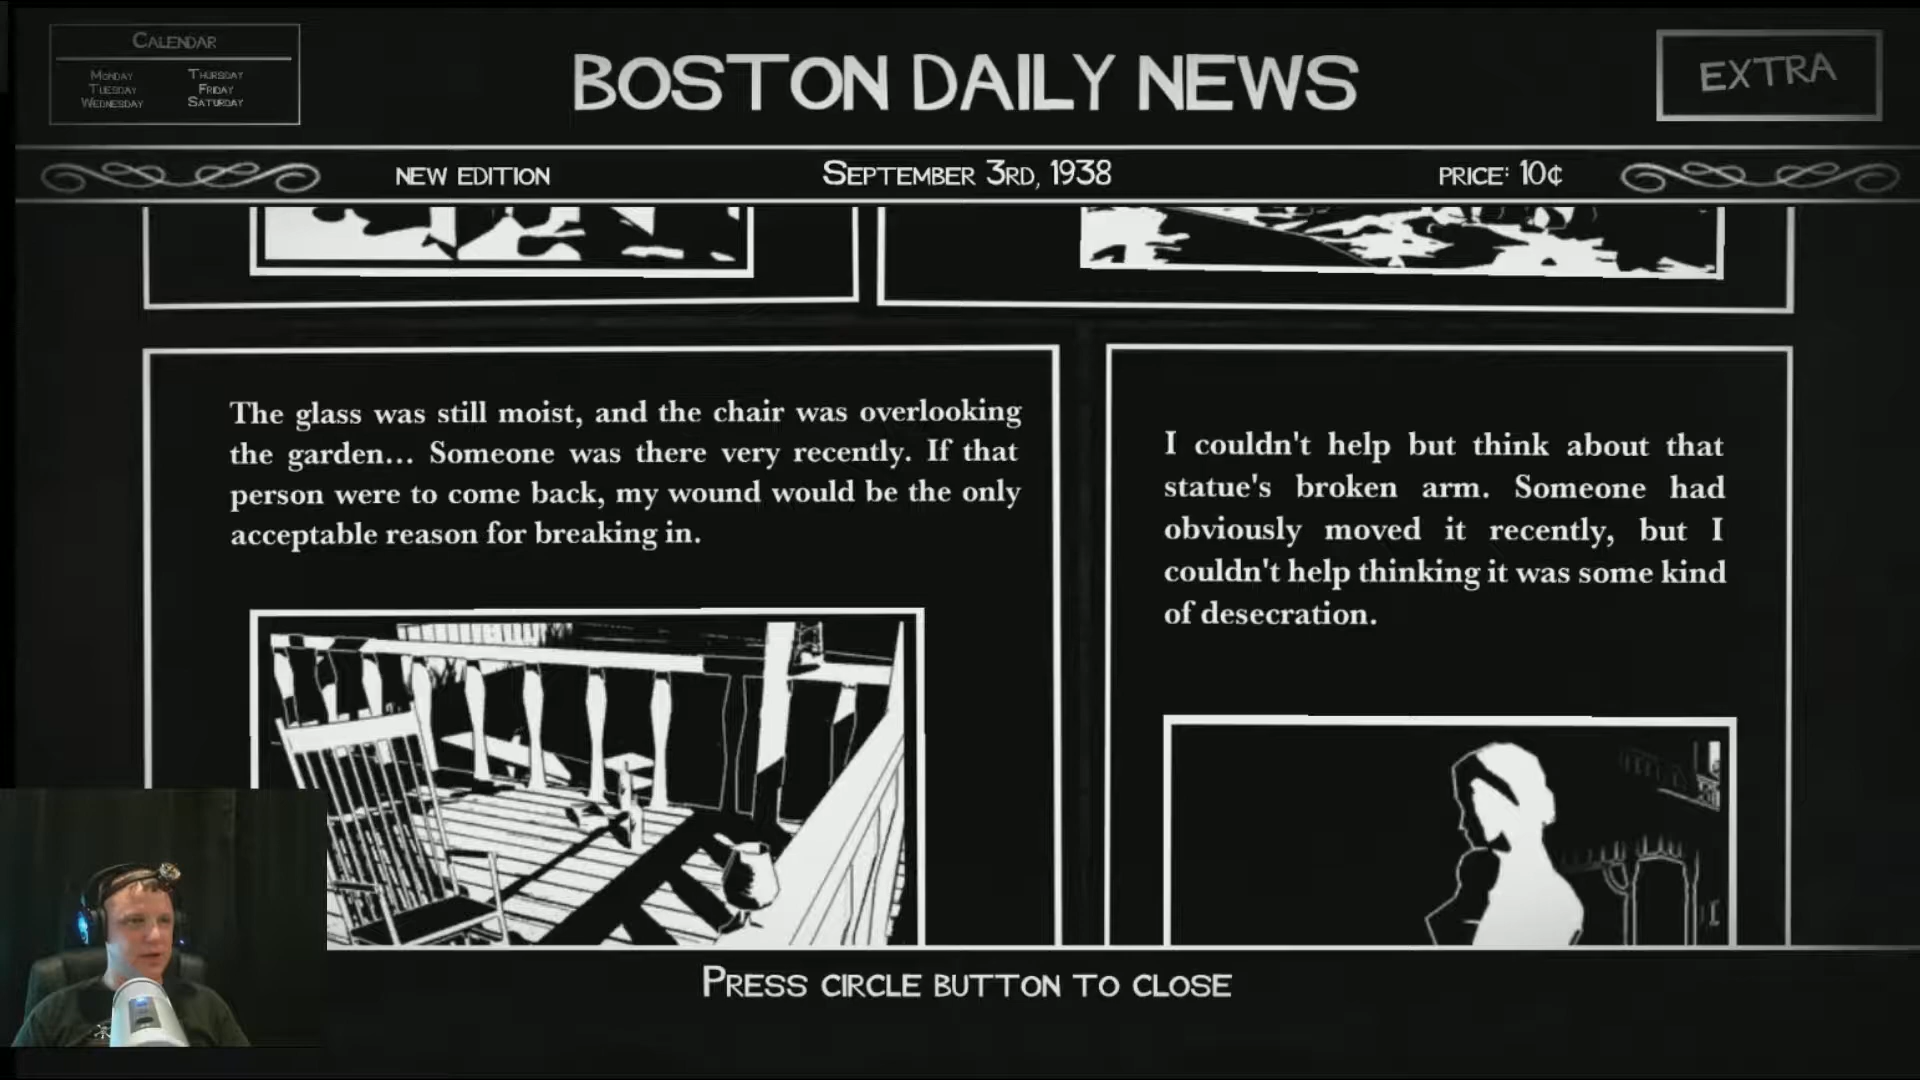 CALENDAR
MONDAY THURSDAY
TUESDAY FRIDAY
WEDNESDAY SATURDAY
BOSTON DAILY NEWS
EXTRA
NEW EDITION SEPTEMBER 3RD, 1938 PRICE: 10¢
The glass was still moist, and the chair was overlooking
the garden... Someone was there very recently. If that
person were to come back, my wound would be the only
acceptable reason for breaking in.
I couldn't help but think about that
statue's broken arm. Someone had
obviously moved it recently, but I
couldn't help thinking it was some kind
of desecration.
PRESS CIRCLE BUTTON TO CLOSE